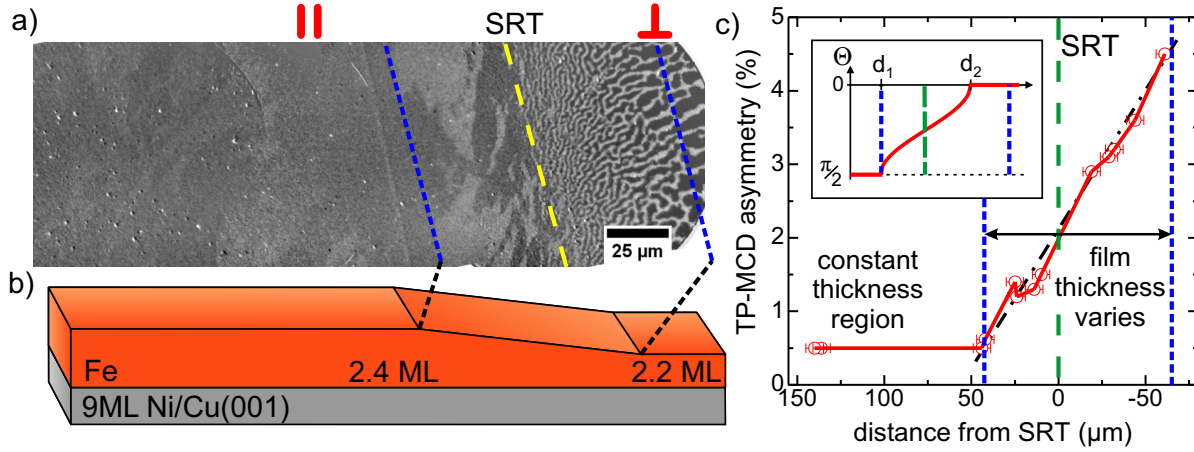 a)
||
SRT
⊥
25 µm
b)
Fe
2.4 ML
2.2 ML
9ML Ni/Cu(001)
c)
TP-MCD asymmetry (%)
5
4
3
2
1
0
150
100
50
0
-50
distance from SRT (µm)
SRT
Θ
0
π/2
d1
d2
constant
thickness
region
film
thickness
varies